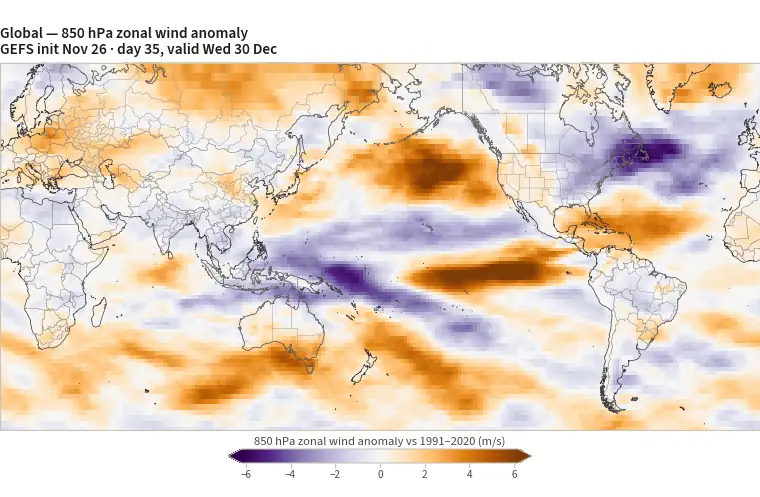 Global — 850 hPa zonal wind anomaly
GEFS init Nov 26 · day 35, valid Wed 30 Dec
850 hPa zonal wind anomaly vs 1991–2020 (m/s)
−6 −4 −2 0 2 4 6